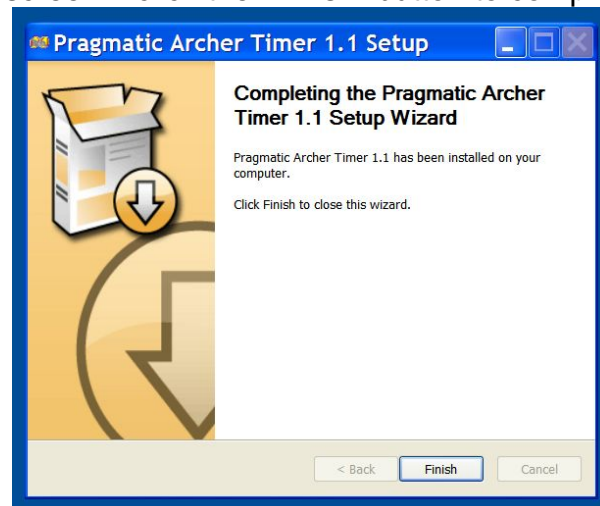 Pragmatic Archer Timer 1.1 Setup
Completing the Pragmatic Archer
Timer 1.1 Setup Wizard
Pragmatic Archer Timer 1.1 has been installed on your
computer.
Click Finish to close this wizard.
< Back Finish Cancel